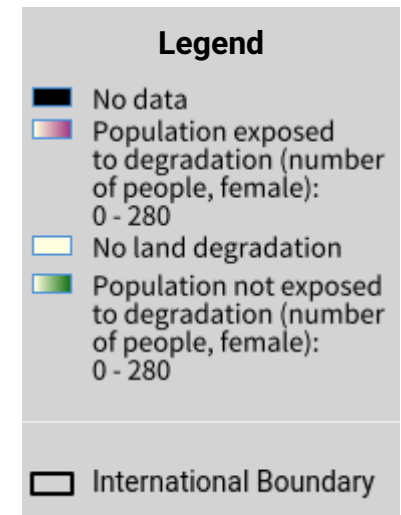 Legend
No data
Population exposed
to degradation (number
of people, female):
0 - 280
No land degradation
Population not exposed
to degradation (number
of people, female):
0 - 280
International Boundary